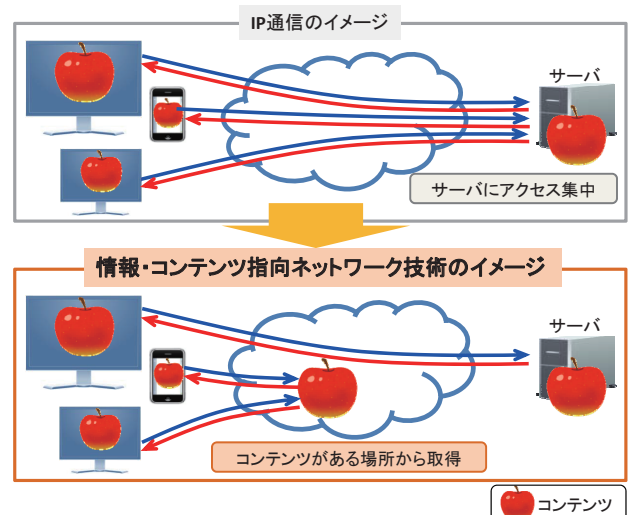 IP通信のイメージ
サーバ
サーバにアクセス集中
情報・コンテンツ指向ネットワーク技術のイメージ
サーバ
コンテンツがある場所から取得
コンテンツ